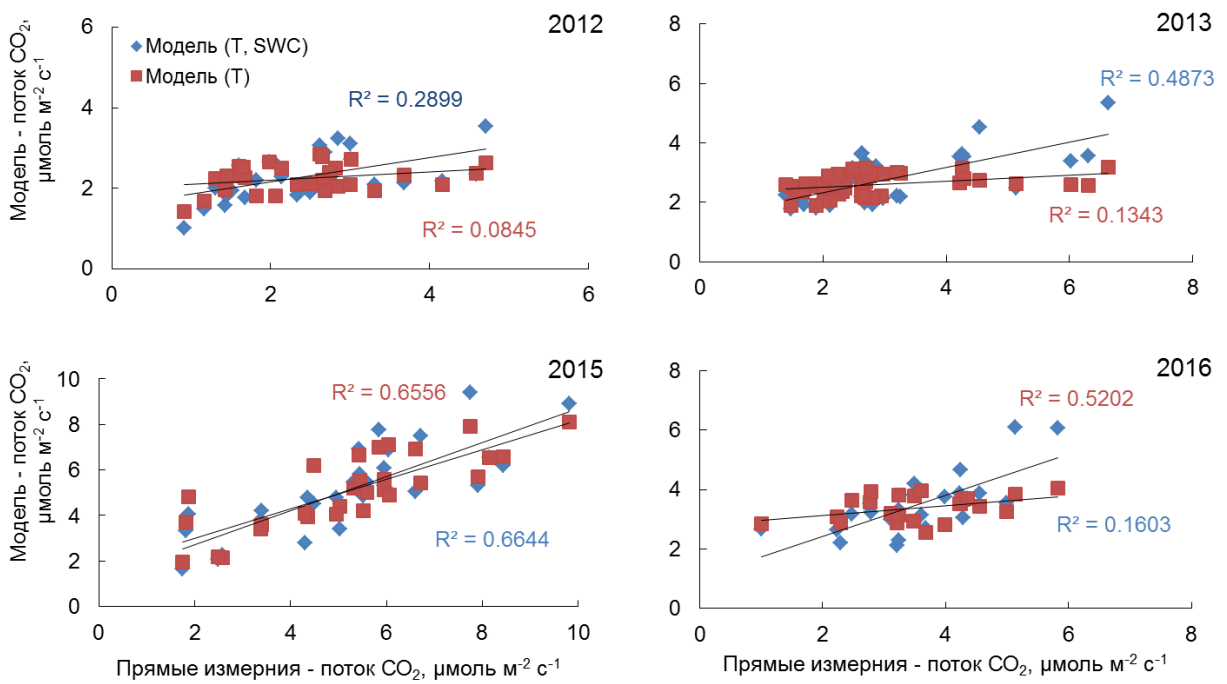 2012
Модель - поток CO₂,
µмоль м⁻² с⁻¹
6
4
2
0
0
2
4
6
Модель (T, SWC)
Модель (T)
R² = 0.2899
R² = 0.0845
2013
8
6
4
2
0
0
2
4
6
8
R² = 0.4873
R² = 0.1343
2015
Модель - поток CO₂,
µмоль м⁻² с⁻¹
10
8
6
4
2
0
0
2
4
6
8
10
R² = 0.6556
R² = 0.6644
Прямые измерния - поток CO₂, µмоль м⁻² с⁻¹
2016
8
6
4
2
0
0
2
4
6
8
R² = 0.5202
R² = 0.1603
Прямые измерния - поток CO₂, µмоль м⁻² с⁻¹